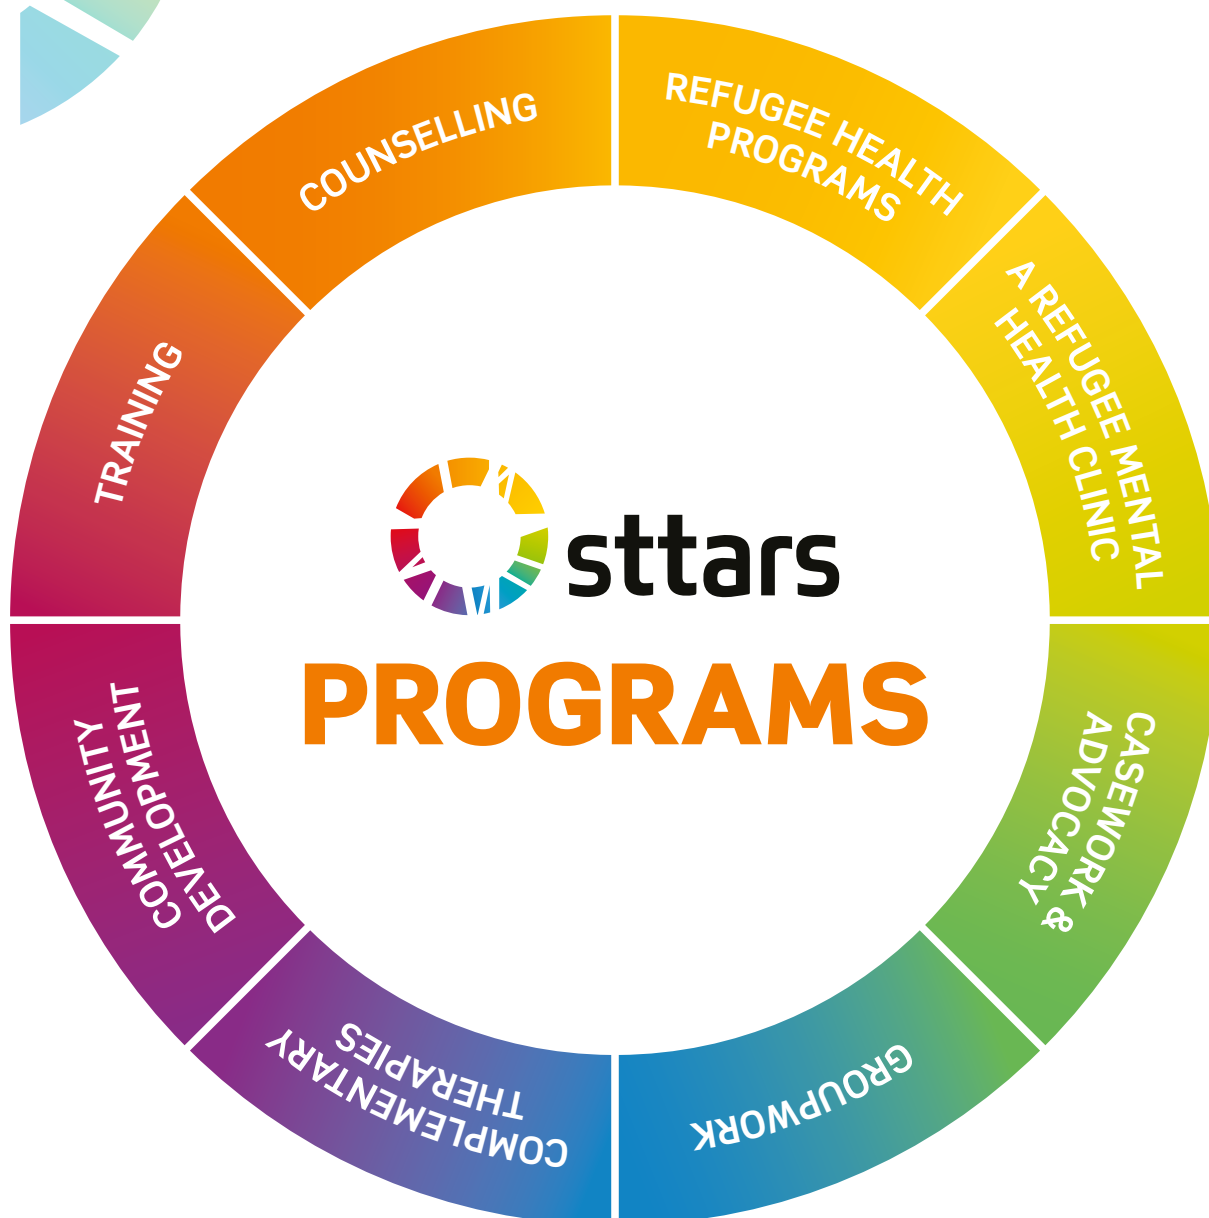 COUNSELLING
REFUGEE HEALTH
PROGRAMS
A REFUGEE MENTAL
HEALTH CLINIC
CASEWORK &
ADVOCACY
GROUPWORK
COMPLEMENTARY
THERAPIES
COMMUNITY
DEVELOPMENT
TRAINING
sttars
PROGRAMS